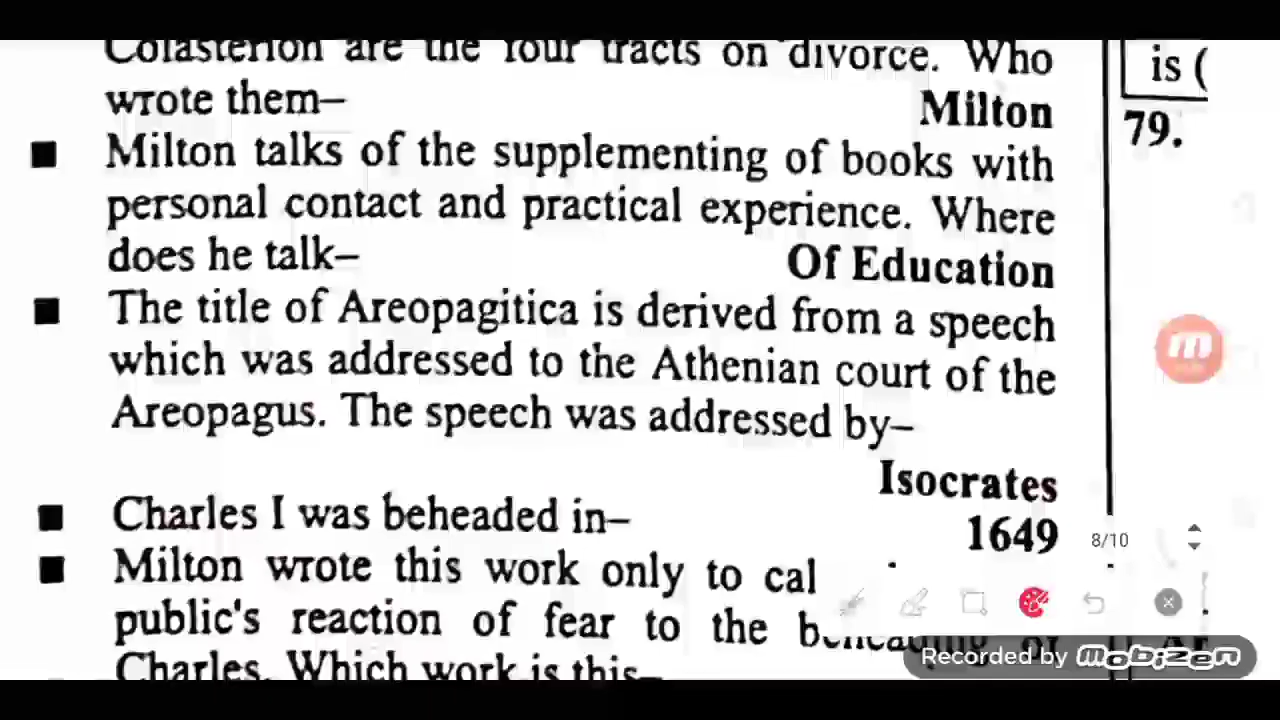 Colasterion are the four tracts on divorce. Who
wrote them– Milton
■ Milton talks of the supplementing of books with
personal contact and practical experience. Where
does he talk– Of Education
■ The title of Areopagitica is derived from a speech
which was addressed to the Athenian court of the
Areopagus. The speech was addressed by–
Isocrates
■ Charles I was beheaded in– 1649
■ Milton wrote this work only to cal
public's reaction of fear to the beheading of
Charles. Which work is this–
is (
79.
8/10
Recorded by mobizen